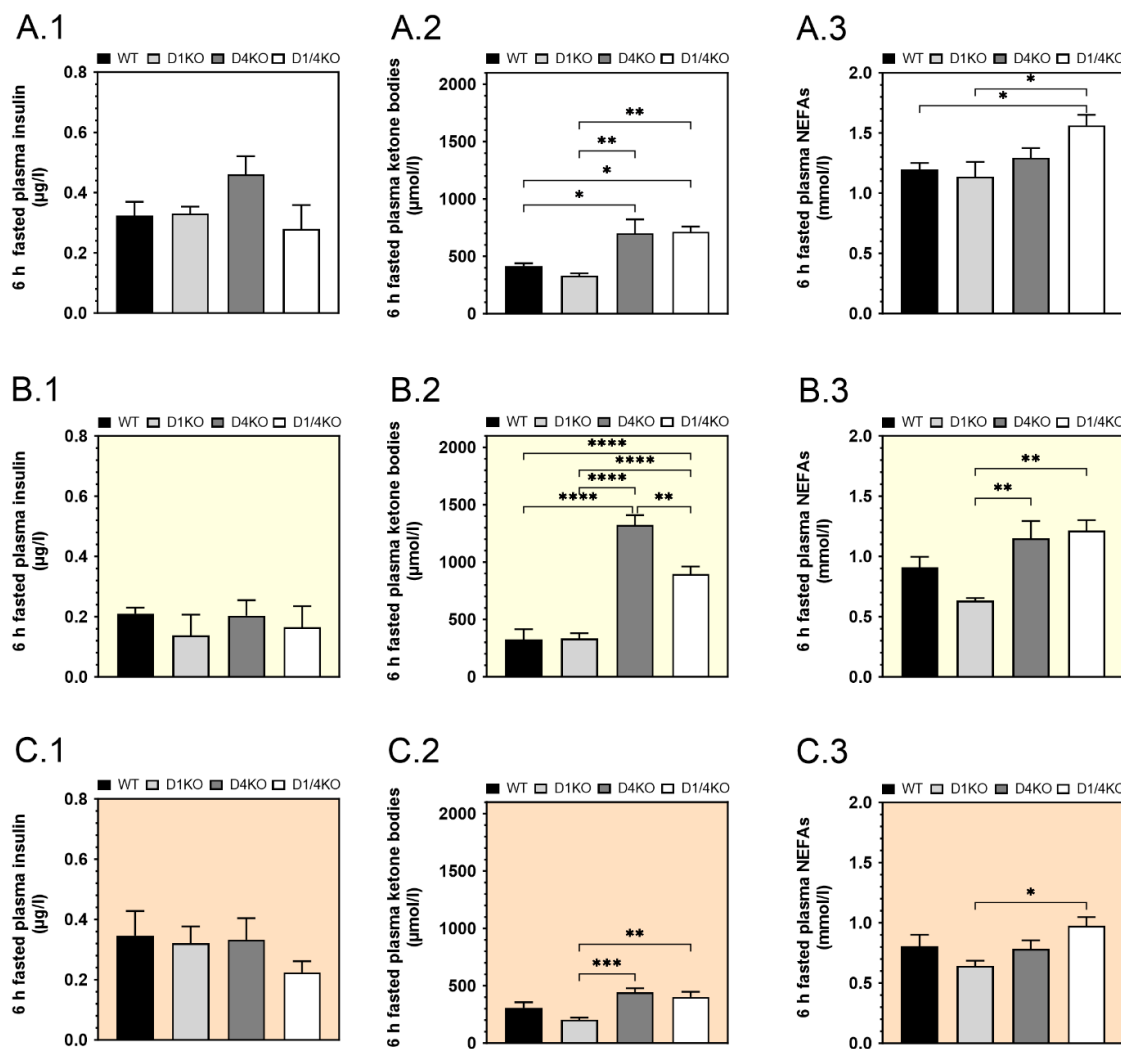 A.1
A.2
A.3
WT D1KO D4KO D1/4KO
WT D1KO D4KO D1/4KO
WT D1KO D4KO D1/4KO
6 h fasted plasma insulin
(µg/l)
0.8
0.6
0.4
0.2
0.0
6 h fasted plasma ketone bodies
(µmol/l)
2000
1500
1000
500
0
**
**
*
*
6 h fasted plasma NEFAs
(mmol/l)
2.0
1.5
1.0
0.5
0.0
*
*
B.1
B.2
B.3
WT D1KO D4KO D1/4KO
WT D1KO D4KO D1/4KO
WT D1KO D4KO D1/4KO
6 h fasted plasma insulin
(µg/l)
0.8
0.6
0.4
0.2
0.0
6 h fasted plasma ketone bodies
(µmol/l)
2000
1500
1000
500
0
****
****
****
****
**
6 h fasted plasma NEFAs
(mmol/l)
2.0
1.5
1.0
0.5
0.0
**
**
C.1
C.2
C.3
WT D1KO D4KO D1/4KO
WT D1KO D4KO D1/4KO
WT D1KO D4KO D1/4KO
6 h fasted plasma insulin
(µg/l)
0.8
0.6
0.4
0.2
0.0
6 h fasted plasma ketone bodies
(µmol/l)
2000
1500
1000
500
0
**
***
6 h fasted plasma NEFAs
(mmol/l)
2.0
1.5
1.0
0.5
0.0
*